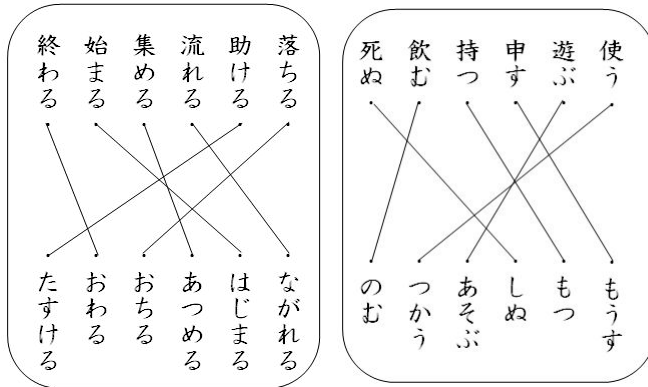 落ちる
助ける
流れる
集める
始まる
終わる
ながれる
はじまる
あつめる
おちる
おわる
たすける
使う
遊ぶ
申す
持つ
飲む
死ぬ
もうす
もつ
しぬ
あそぶ
つかう
のむ